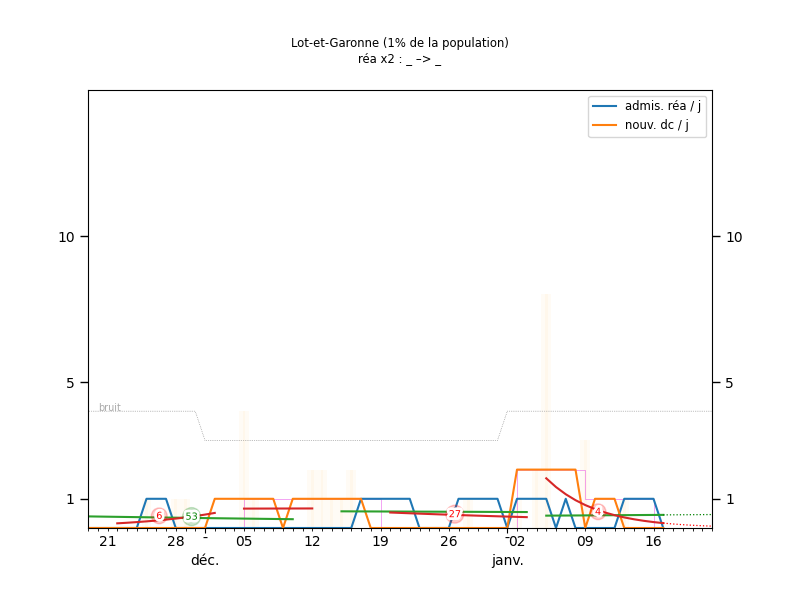 Lot-et-Garonne (1% de la population)
réa x2 : _ –> _
admis. réa / j
nouv. dc / j
10 10
5 5
bruit
1 1
6 53 27 4
21 28 - 05 12 19 26 - 02 09 16
déc. janv.